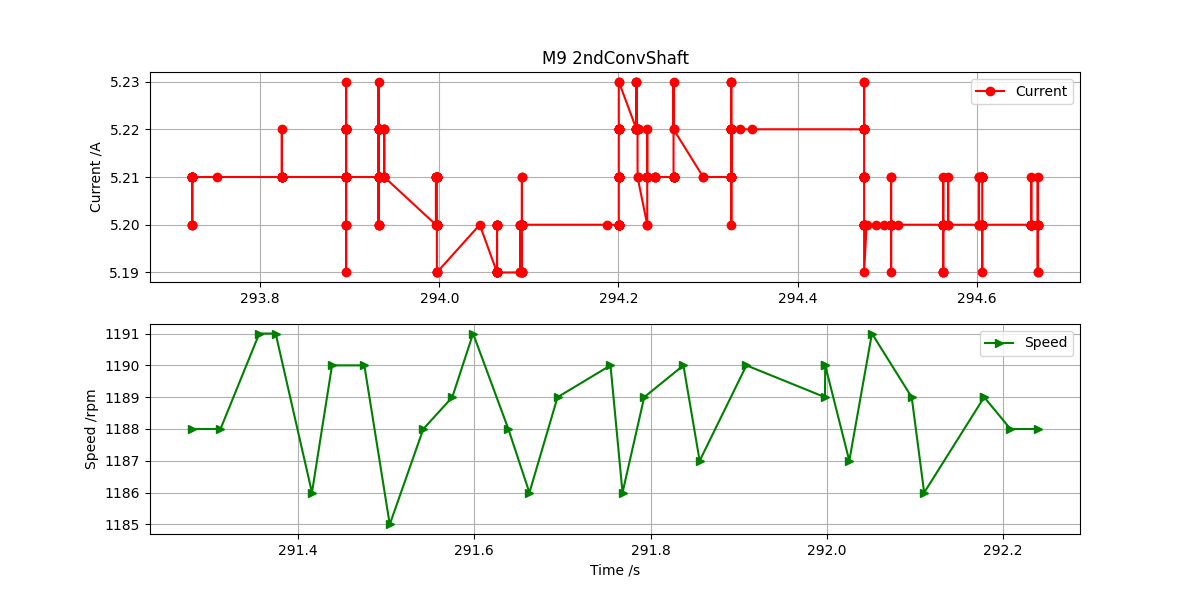 M9 2ndConvShaft
Current /A
5.23
5.22
5.21
5.20
5.19
Current
293.8 294.0 294.2 294.4 294.6
Speed /rpm
1191
1190
1189
1188
1187
1186
1185
Speed
291.4 291.6 291.8 292.0 292.2
Time /s